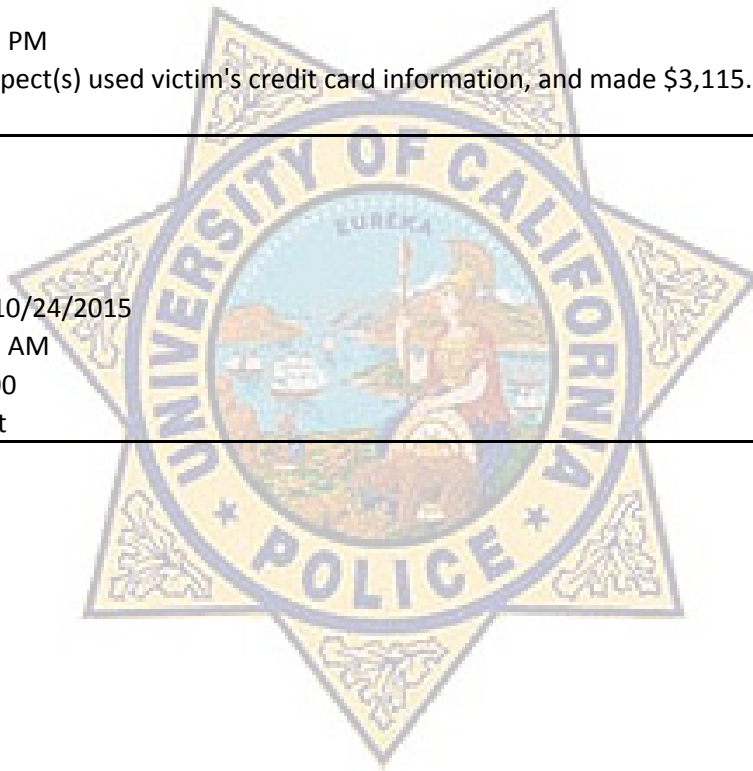 PM
pect(s) used victim's credit card information, and made $3,115.
10/24/2015
AM
00
t
UNIVERSITY OF CALIFORNIA
EUREKA
* POLICE *